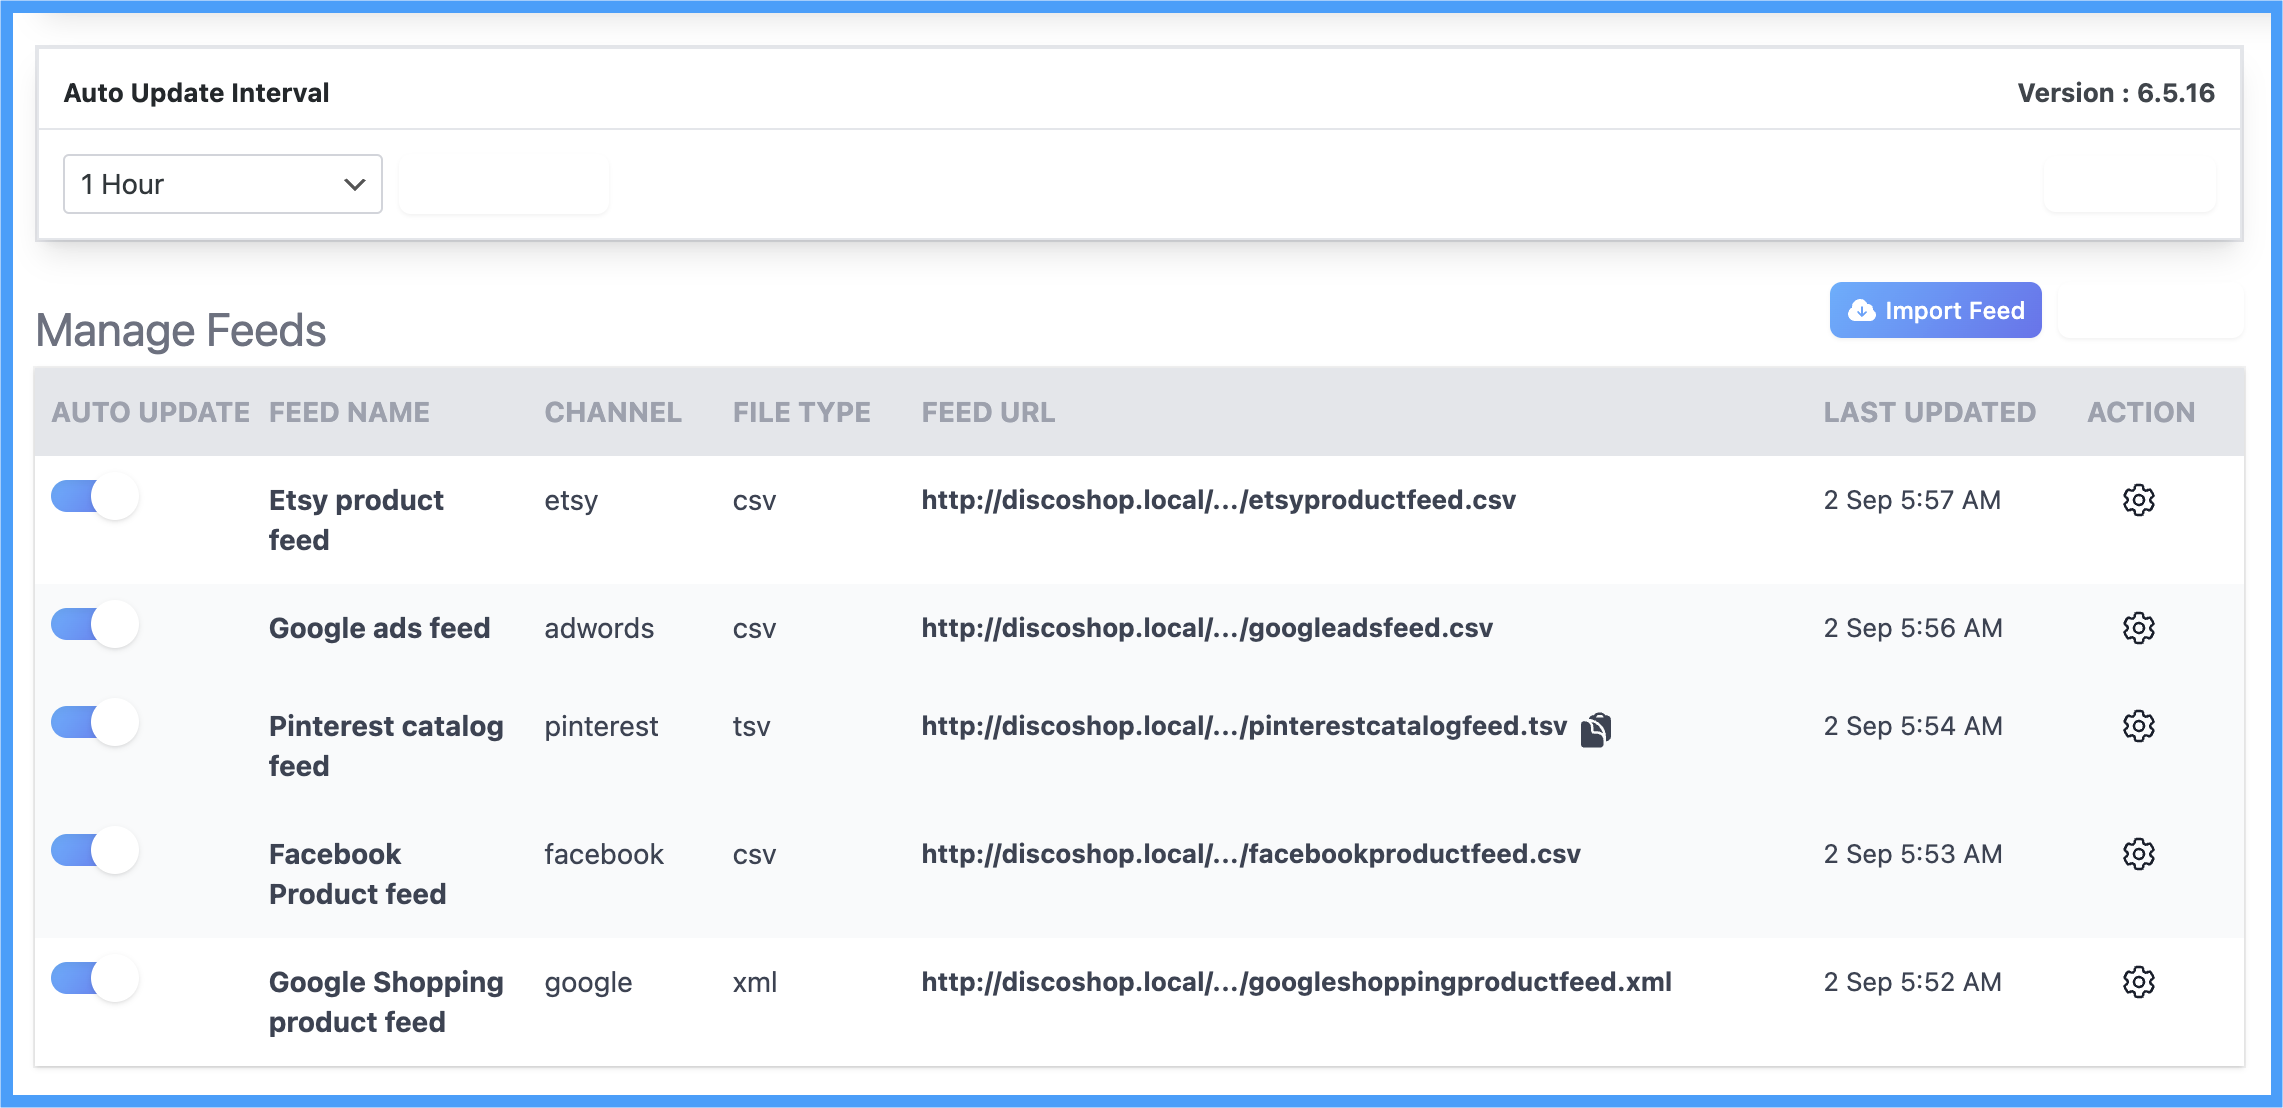 Auto Update Interval
Version : 6.5.16
1 Hour
Import Feed
Manage Feeds
AUTO UPDATE FEED NAME CHANNEL FILE TYPE FEED URL LAST UPDATED ACTION
Etsy product etsy csv http://discoshop.local/.../etsyproductfeed.csv 2 Sep 5:57 AM
feed
Google ads feed adwords csv http://discoshop.local/.../googleadsfeed.csv 2 Sep 5:56 AM
Pinterest catalog pinterest tsv http://discoshop.local/.../pinterestcatalogfeed.tsv 2 Sep 5:54 AM
feed
Facebook facebook csv http://discoshop.local/.../facebookproductfeed.csv 2 Sep 5:53 AM
Product feed
Google Shopping google xml http://discoshop.local/.../googleshoppingproductfeed.xml 2 Sep 5:52 AM
product feed